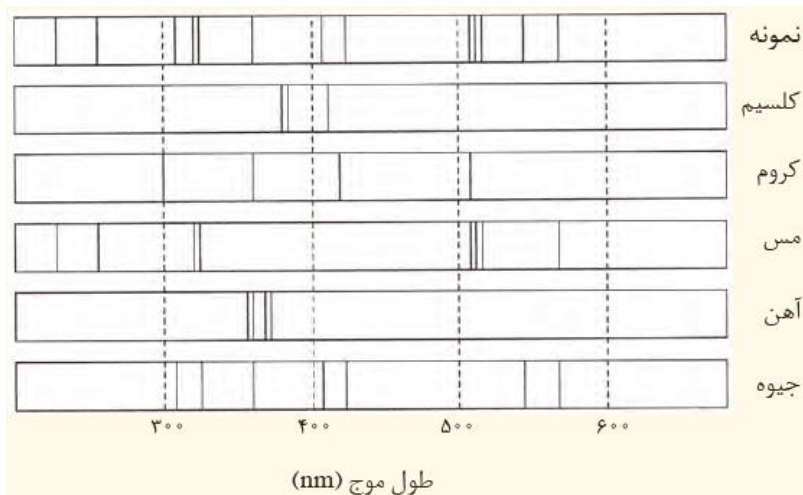 نمونه
کلسیم
کروم
مس
آهن
جیوه
۳۰۰ ۴۰۰ ۵۰۰ ۶۰۰
طول موج (nm)